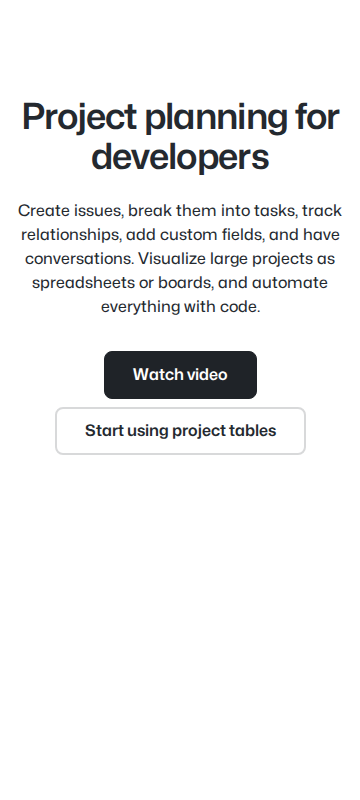 Project planning for
developers
Create issues, break them into tasks, track
relationships, add custom fields, and have
conversations. Visualize large projects as
spreadsheets or boards, and automate
everything with code.
Watch video
Start using project tables